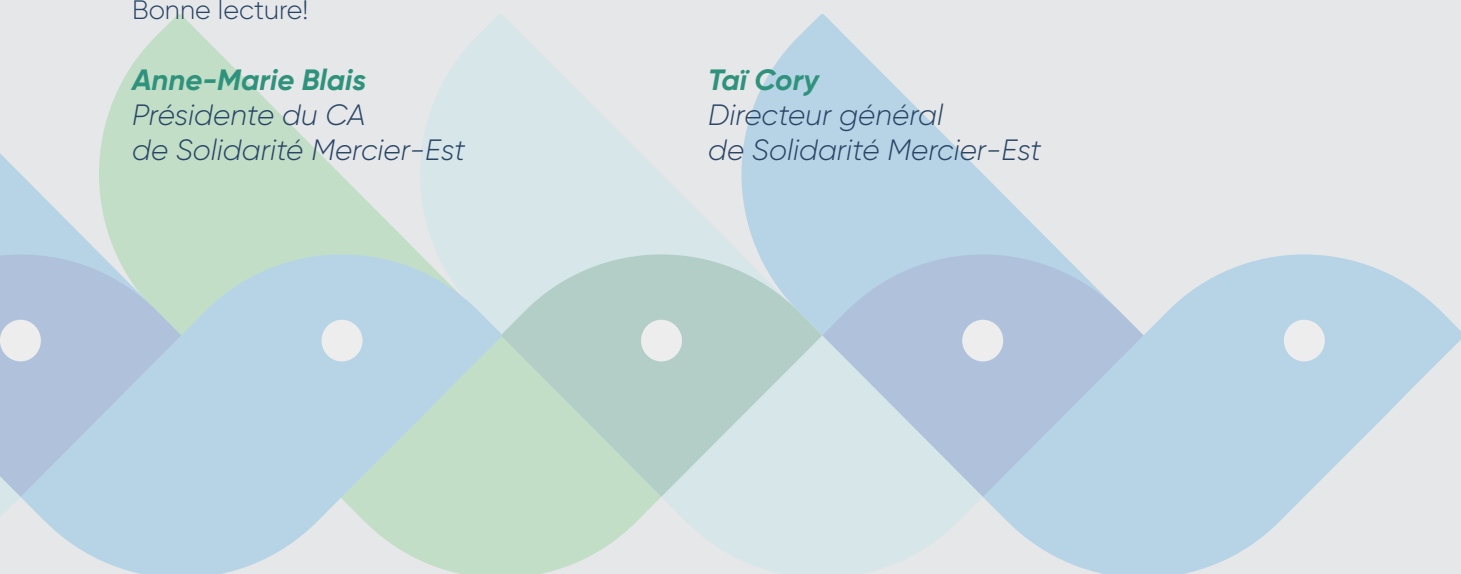 Bonne lecture!
Anne-Marie Blais
Présidente du CA
de Solidarité Mercier-Est
Taï Cory
Directeur général
de Solidarité Mercier-Est